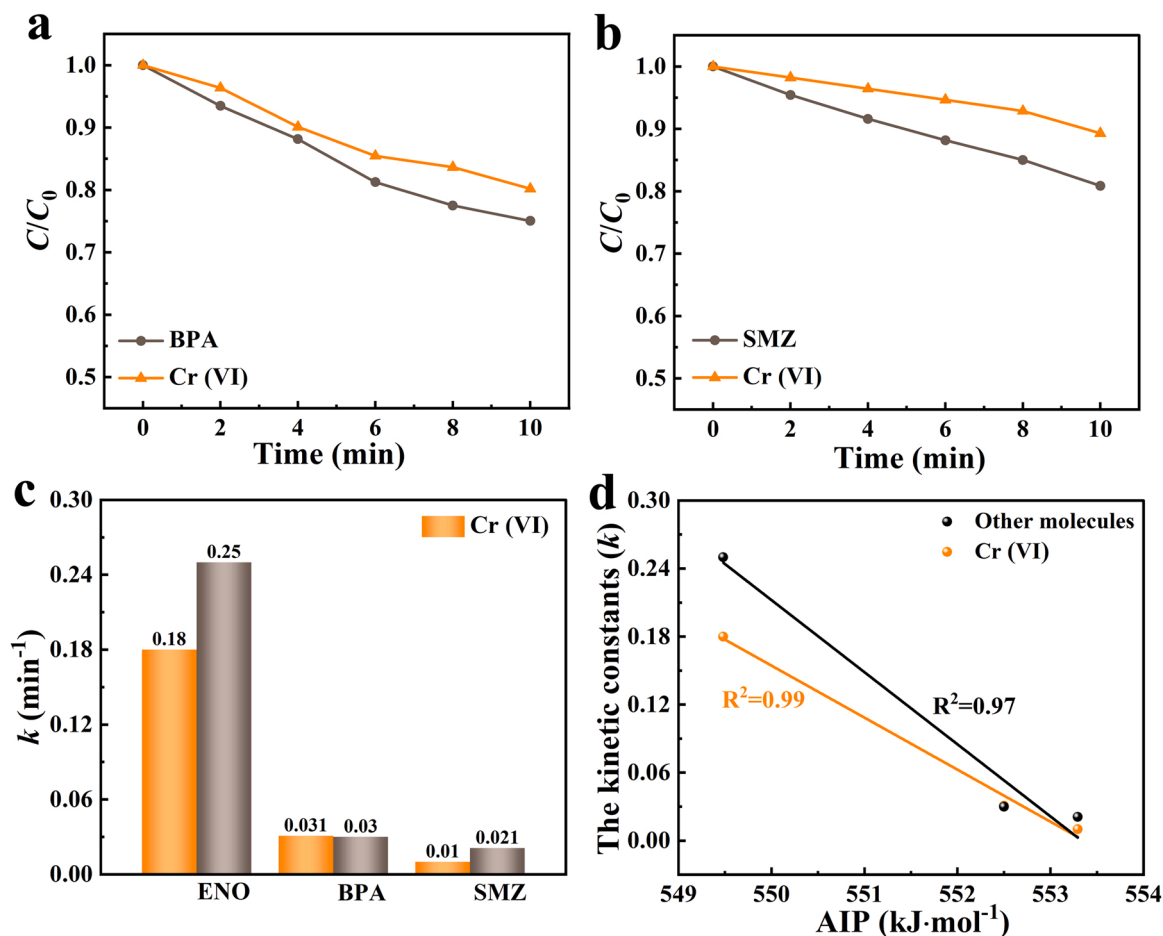 a
1.0
0.9
0.8
0.7
0.6
0.5
C/C0
BPA
Cr (VI)
0 2 4 6 8 10
Time (min)
b
1.0
0.9
0.8
0.7
0.6
0.5
C/C0
SMZ
Cr (VI)
0 2 4 6 8 10
Time (min)
c
0.30
0.24
0.18
0.12
0.06
0.00
k (min-1)
Cr (VI)
0.18 0.25
0.031 0.03
0.01 0.021
ENO BPA SMZ
d
0.24
0.18
0.12
0.06
0.00
The kinetic constants (k)
Other molecules
Cr (VI)
R2=0.99
R2=0.97
549 550 551 552 553 554
AIP (kJ·mol-1)